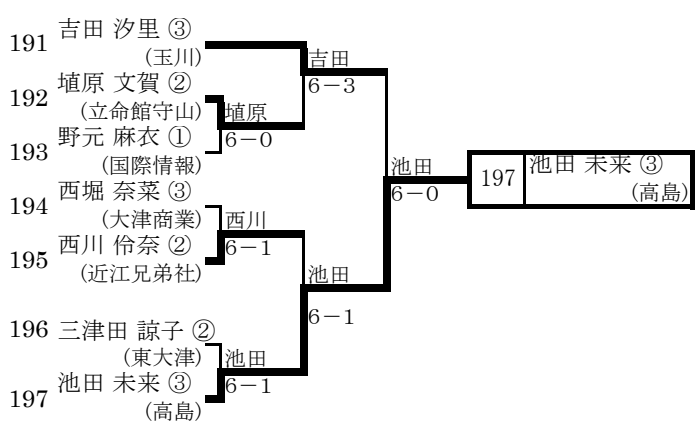 191 吉田 汐里 ③
(玉川)
吉田
6－3
192 埴原 文賀 ②
(立命館守山)
埴原
6－0
193 野元 麻衣 ①
(国際情報)
池田
6－0
197 池田 未来 ③
(高島)
194 西堀 奈菜 ③
(大津商業)
西川
6－1
195 西川 伶奈 ②
(近江兄弟社)
池田
6－1
196 三津田 諒子 ②
(東大津)
池田
6－1
197 池田 未来 ③
(高島)